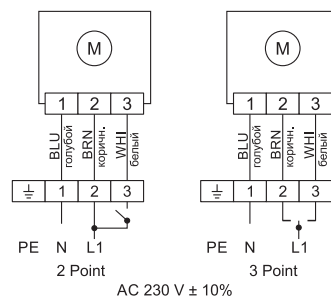 M M
1 2 3 1 2 3
BLU голубой BRN коричн. WHI белый BLU голубой BRN коричн. WHI белый
1 2 3 1 2 3
PE N L1 PE N L1
2 Point 3 Point
AC 230 V ± 10%